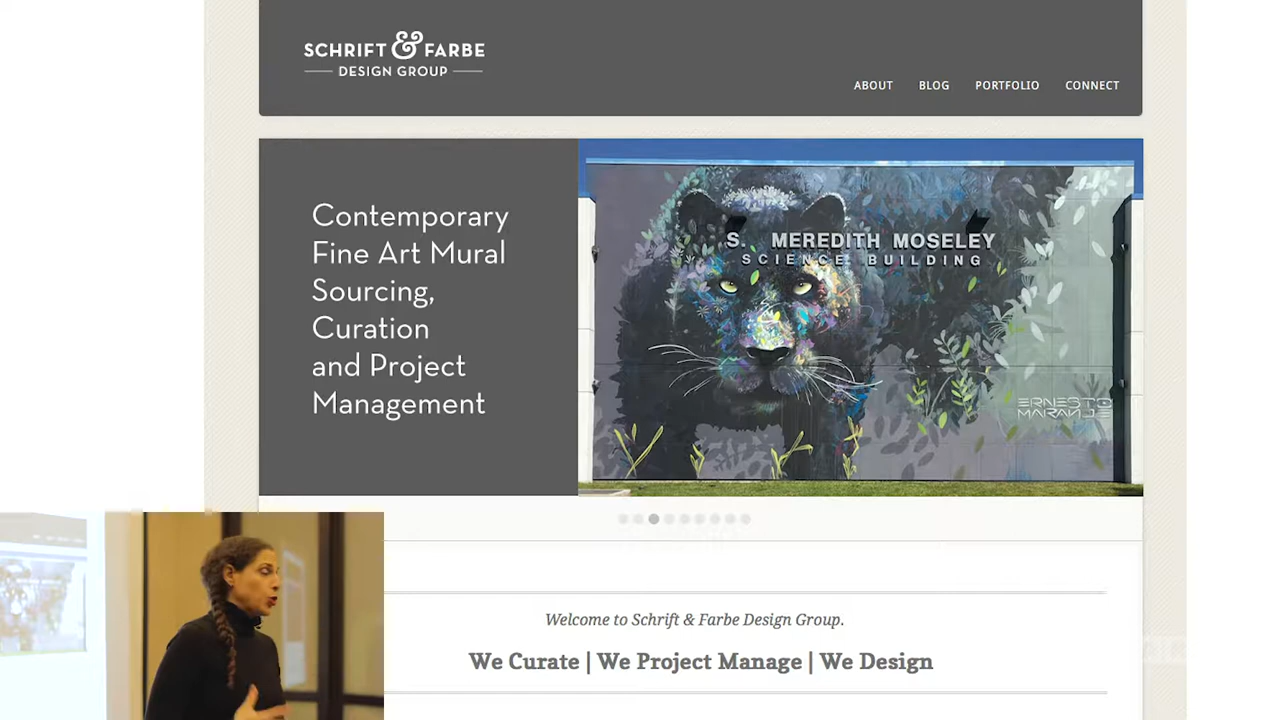 SCHRIFT & FARBE
DESIGN GROUP
ABOUT BLOG PORTFOLIO CONNECT
Contemporary
Fine Art Mural
Sourcing,
Curation
and Project
Management
S. MEREDITH MOSELEY
SCIENCE BUILDING
ERNESTO
MARANJE
Welcome to Schrift & Farbe Design Group.
We Curate | We Project Manage | We Design